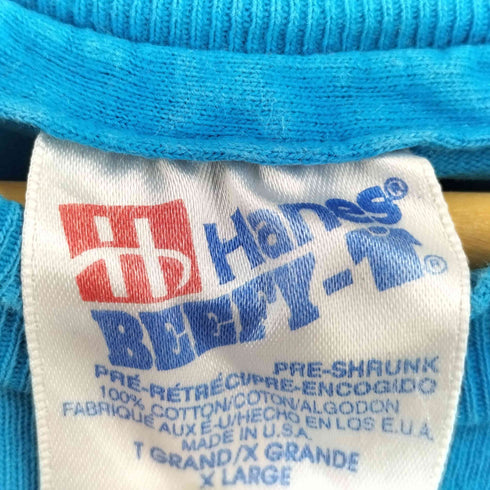 Hanes®
BEEFY-T®
PRE-SHRUNK
PRÉ-RÉTRÉCI/PRE-ENCOGIDO
100% COTTON/COTON/ALGODON
FABRIQUÉ AUX É-U/HECHO EN LOS E.U.A.
MADE IN U.S.A.
T GRAND/X GRANDE
X LARGE